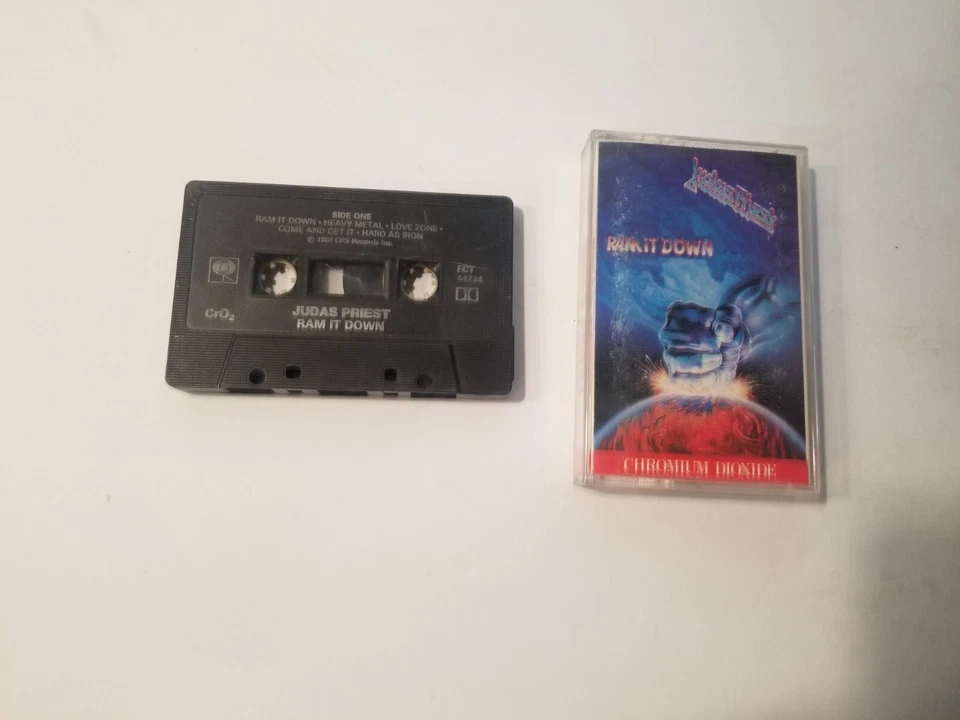 SIDE ONE
RAM IT DOWN • HEAVY METAL • LOVE ZONE •
COME AND GET IT • HARD AS IRON
© 1988 CBS Records Inc.
FCT
44244
CrO₂
JUDAS PRIEST
RAM IT DOWN
Judas Priest
RAM IT DOWN
CHROMIUM DIOXIDE